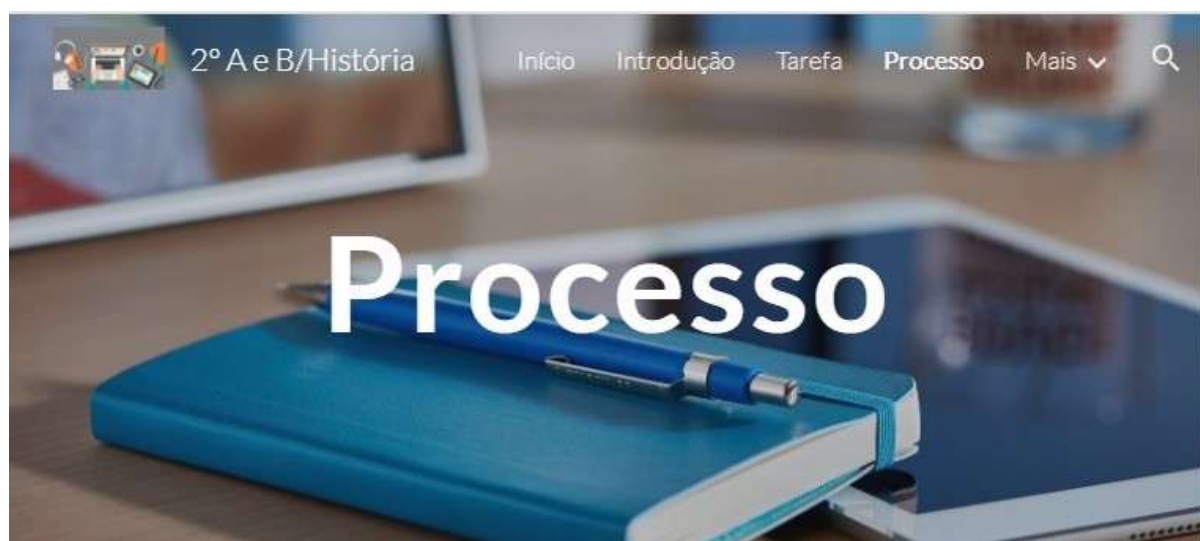 2º A e B/História Início Introdução Tarefa Processo Mais
Processo